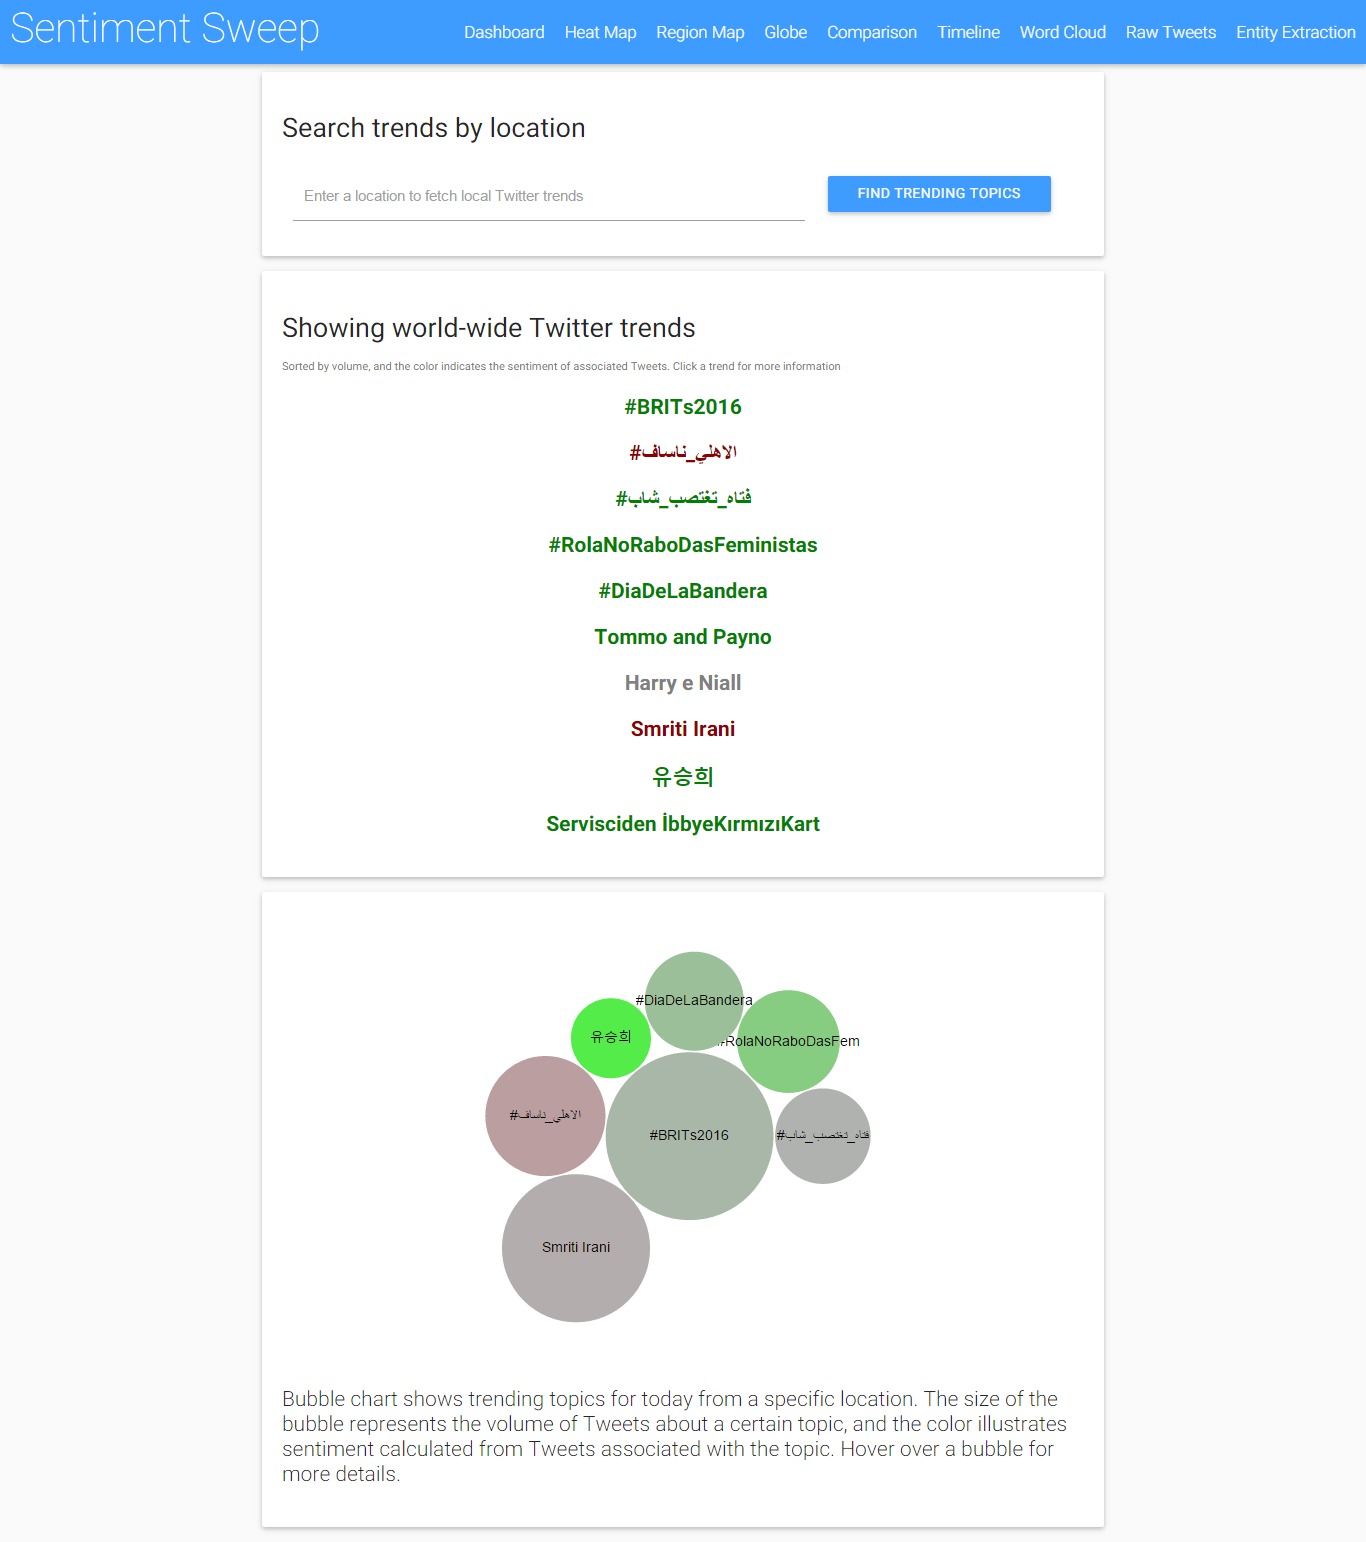 Sentiment Sweep
Dashboard Heat Map Region Map Globe Comparison Timeline Word Cloud Raw Tweets Entity Extraction
Search trends by location
Enter a location to fetch local Twitter trends
FIND TRENDING TOPICS
Showing world-wide Twitter trends
Sorted by volume, and the color indicates the sentiment of associated Tweets. Click a trend for more information
#BRITs2016
#الاهلي_ناساف
#فتاه_تغتصب_شاب
#RolaNoRaboDasFeministas
#DiaDeLaBandera
Tommo and Payno
Harry e Niall
Smriti Irani
유승희
Servisciden İbbyeKırmızıKart
#DiaDeLaBandera
유승희
#RolaNoRaboDasFem
#الاهلي_ناساف
#BRITs2016
#فتاه_تغتصب_شاب
Smriti Irani
Bubble chart shows trending topics for today from a specific location. The size of the
bubble represents the volume of Tweets about a certain topic, and the color illustrates
sentiment calculated from Tweets associated with the topic. Hover over a bubble for
more details.